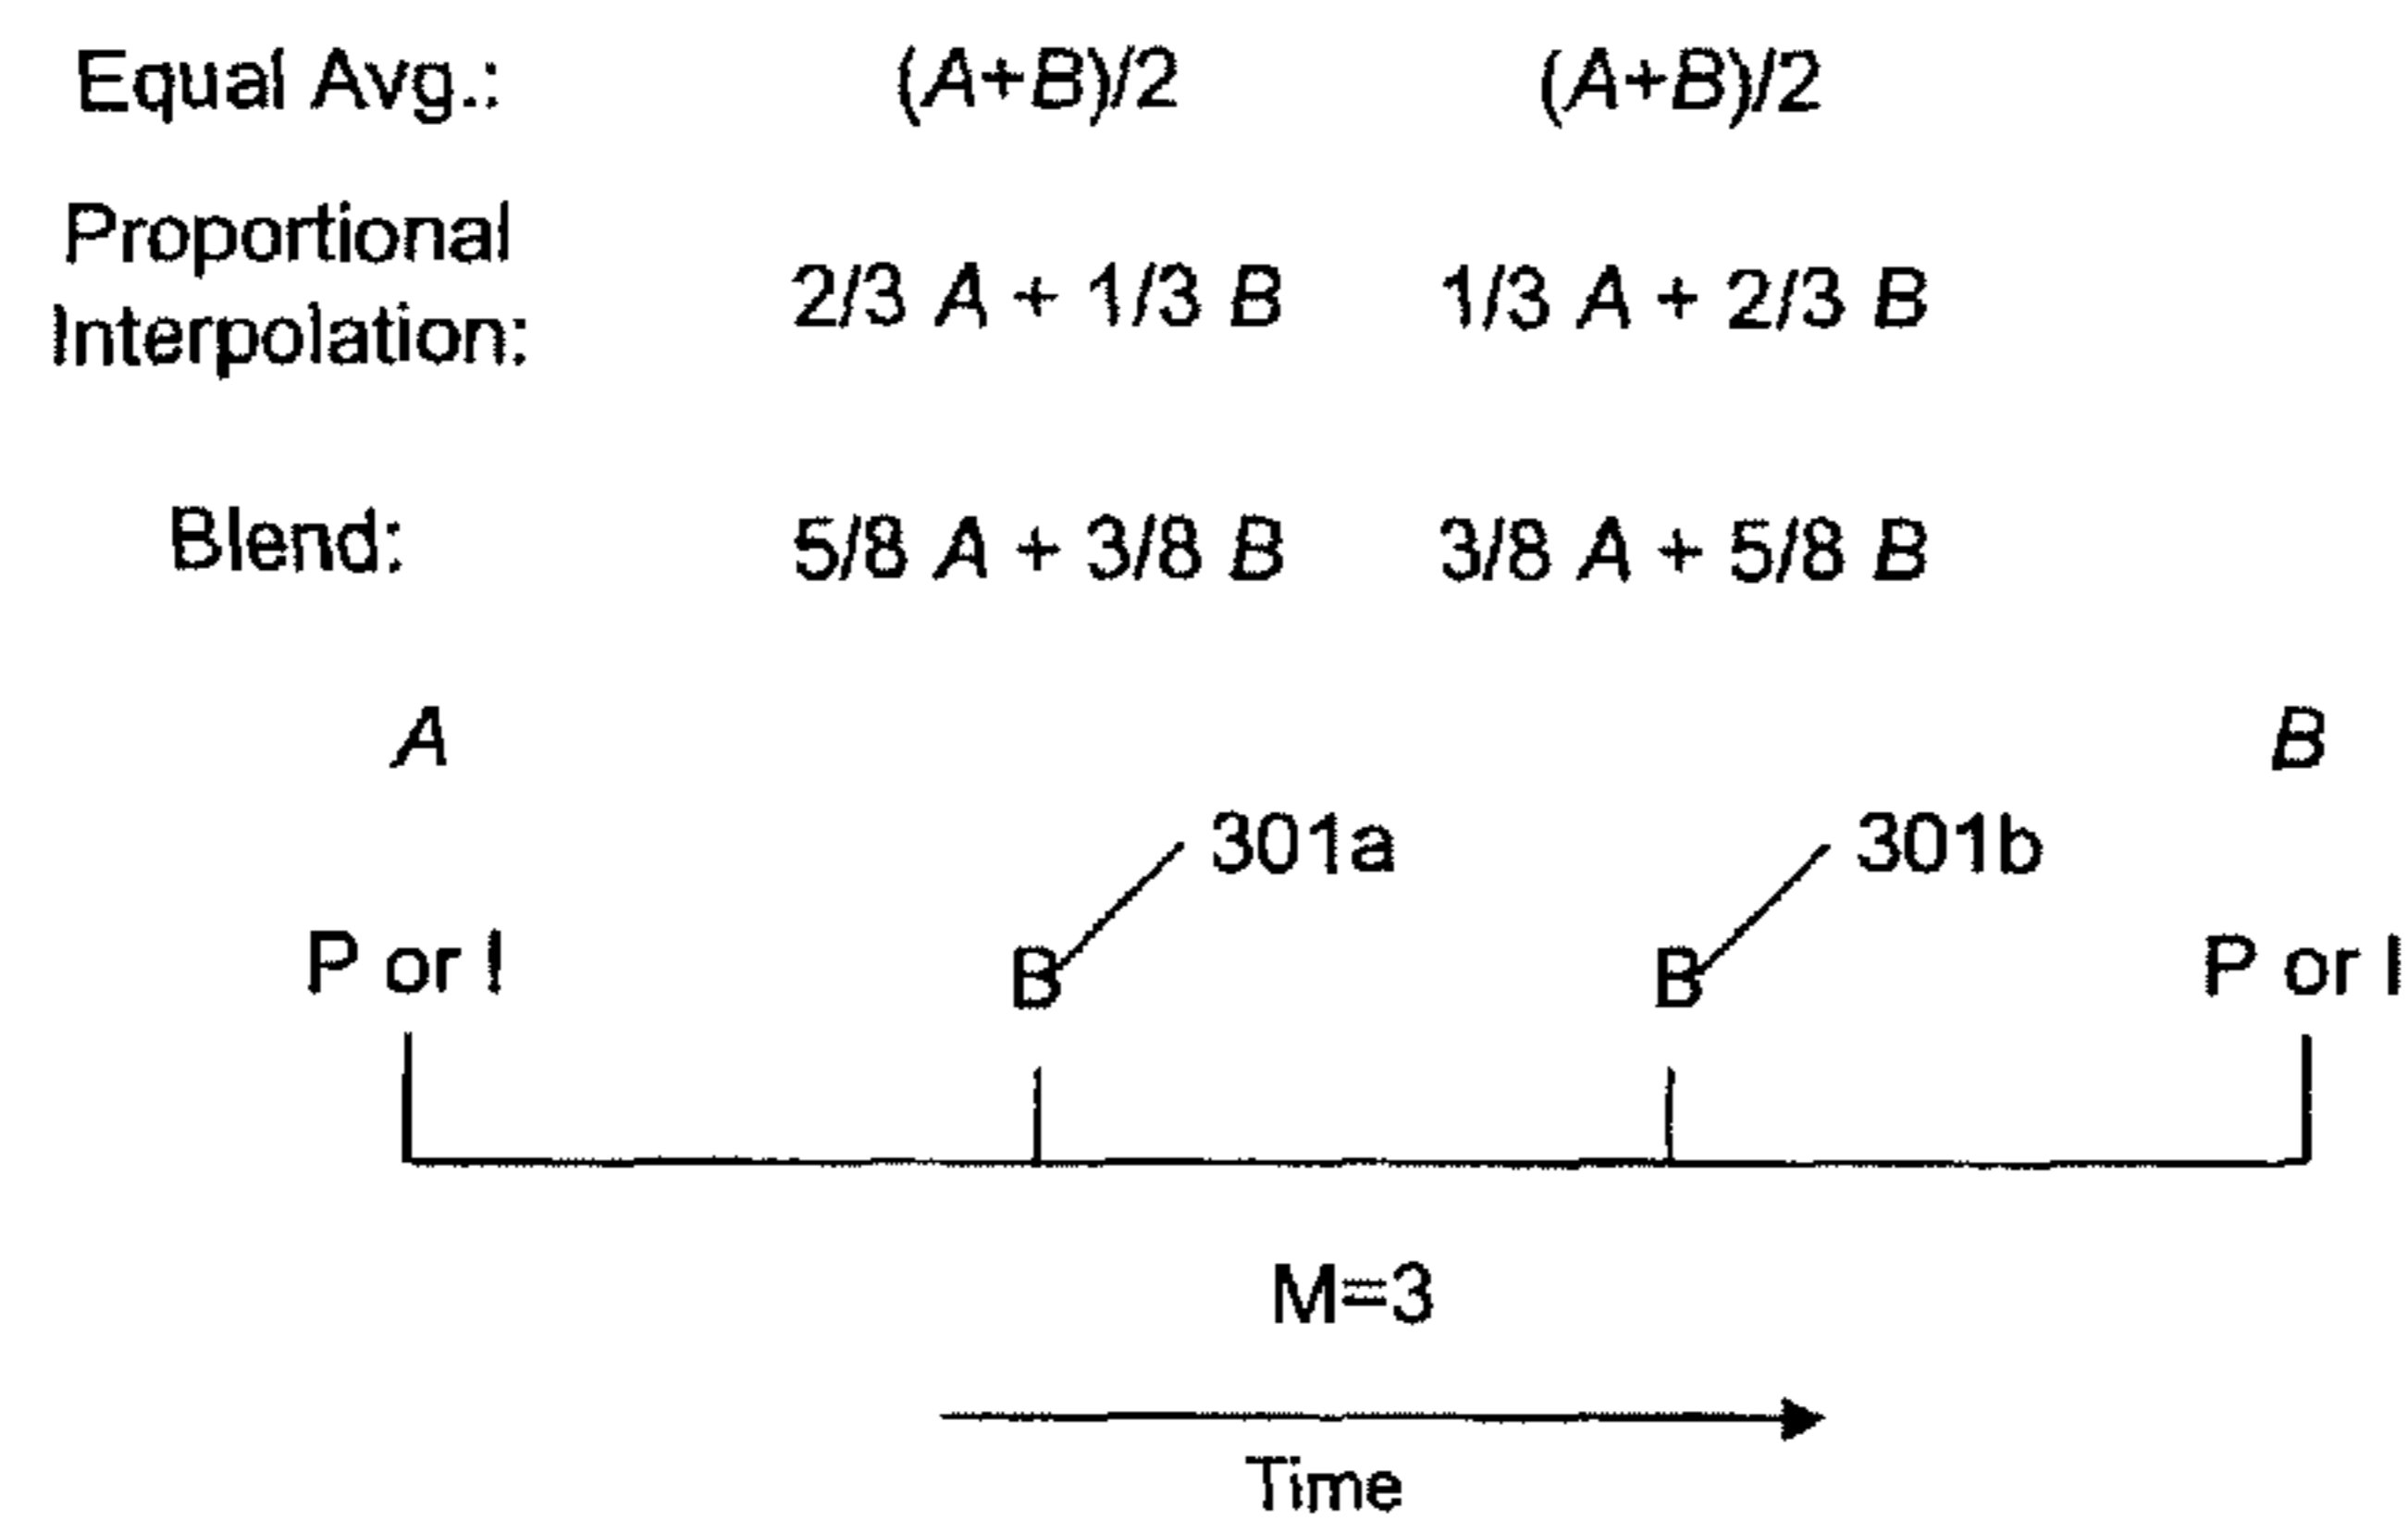 Equal Avg.: (A+B)/2 (A+B)/2
Proportional
Interpolation: 2/3 A + 1/3 B 1/3 A + 2/3 B
Blend: 5/8 A + 3/8 B 3/8 A + 5/8 B
A B
301a 301b
P or I B B P or I
M=3
Time